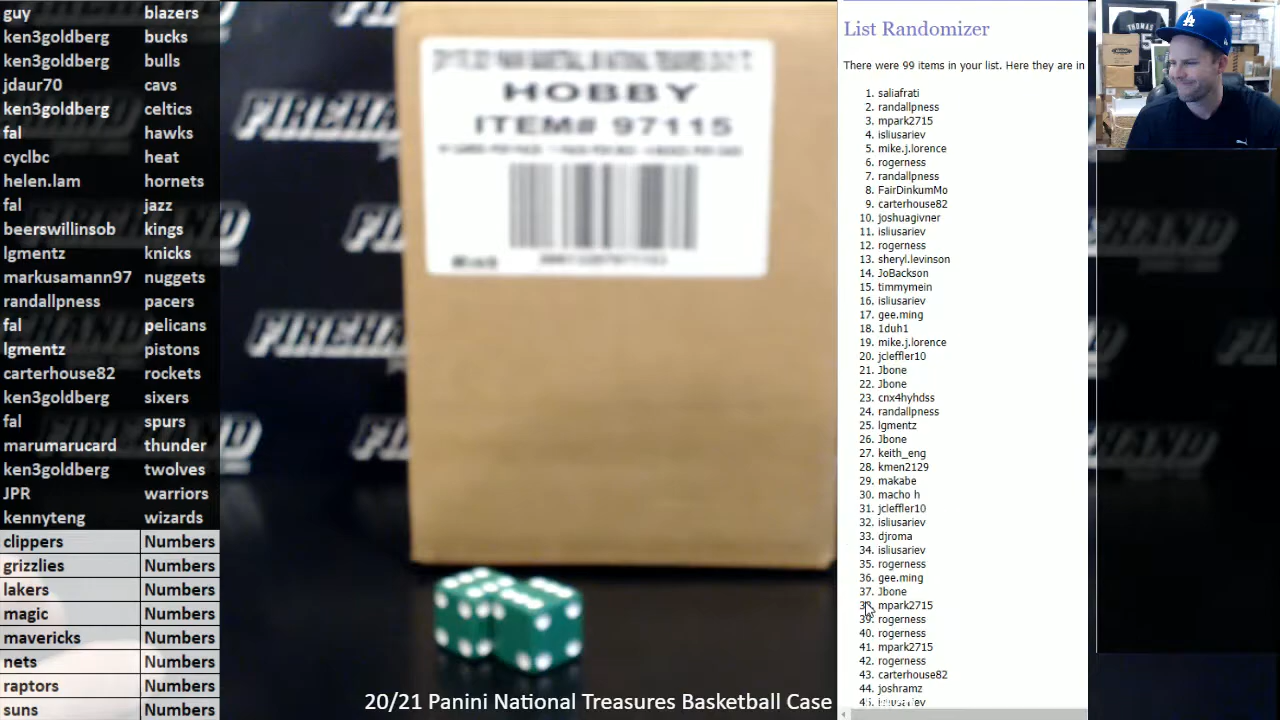 guy blazers
ken3goldberg bucks
ken3goldberg bulls
jdaur70 cavs
ken3goldberg celtics
fal hawks
cyclbc heat
helen.lam hornets
fal jazz
beerswillinsob kings
lgmentz knicks
markusamann97 nuggets
randallpness pacers
fal pelicans
lgmentz pistons
carterhouse82 rockets
ken3goldberg sixers
fal spurs
marumarucard thunder
ken3goldberg twolves
JPR warriors
kennyteng wizards
clippers Numbers
grizzlies Numbers
lakers Numbers
magic Numbers
mavericks Numbers
nets Numbers
raptors Numbers
suns Numbers
FIREHAND
HOBBY
ITEM# 97115
20/21 Panini National Treasures Basketball Case
List Randomizer
There were 99 items in your list. Here they are in
1. saliafrati
2. randallpness
3. mpark2715
4. isliusariev
5. mike.j.lorence
6. rogerness
7. randallpness
8. FairDinkumMo
9. carterhouse82
10. joshuagivner
11. isliusariev
12. rogerness
13. sheryl.levinson
14. JoBackson
15. timmymein
16. isliusariev
17. gee.ming
18. 1duh1
19. mike.j.lorence
20. jcleffler10
21. Jbone
22. Jbone
23. cnx4hyhdss
24. randallpness
25. lgmentz
26. Jbone
27. keith_eng
28. kmen2129
29. makabe
30. macho h
31. jcleffler10
32. isliusariev
33. djroma
34. isliusariev
35. rogerness
36. gee.ming
37. Jbone
38. mpark2715
39. rogerness
40. rogerness
41. mpark2715
42. rogerness
43. carterhouse82
44. joshramz
45. isliusariev
THOMAS
LA